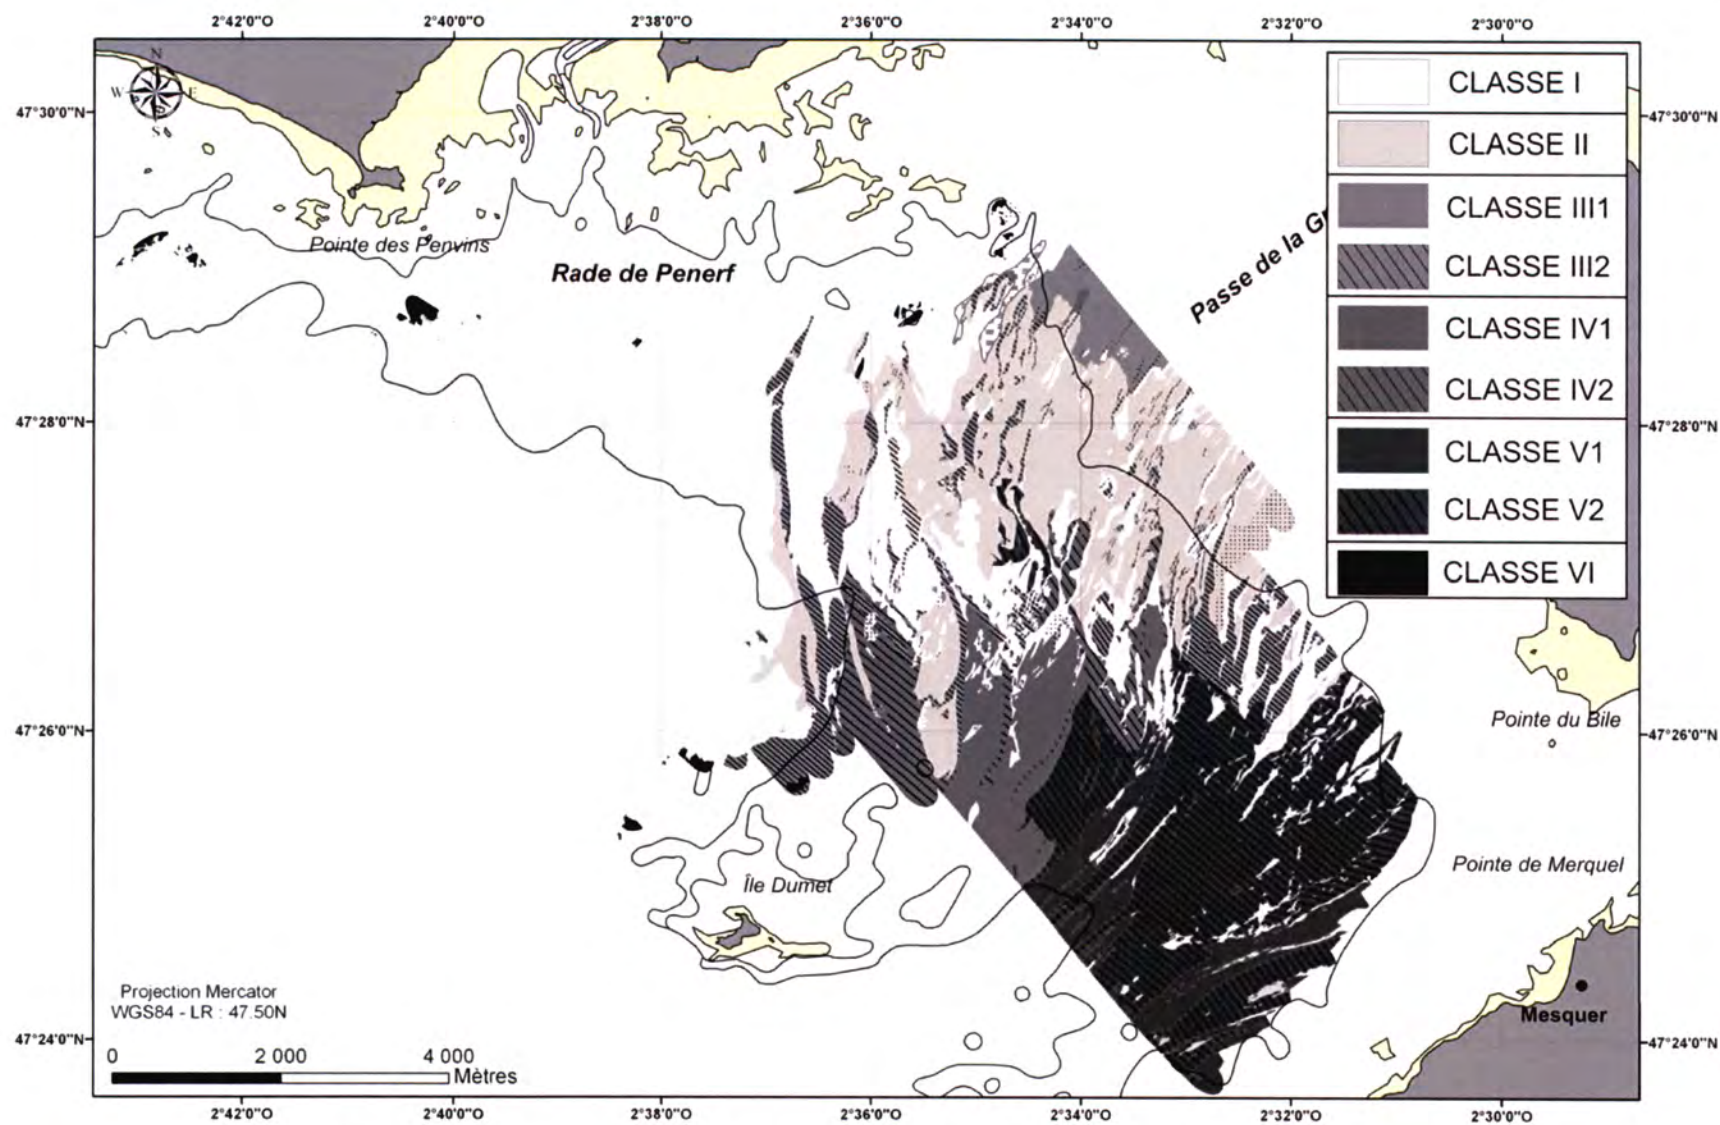 2°42'0"O 2°40'0"O 2°38'0"O 2°36'0"O 2°34'0"O 2°32'0"O 2°30'0"O
N
W E
S
47°30'0"N 47°30'0"N
CLASSE I
CLASSE II
CLASSE III1
CLASSE III2
CLASSE IV1
CLASSE IV2
CLASSE V1
CLASSE V2
CLASSE VI
Pointe des Penvins
Rade de Penerf
Passe de la Gr
47°28'0"N 47°28'0"N
47°26'0"N 47°26'0"N
Pointe du Bile
Pointe de Merquel
Île Dumet
Projection Mercator
WGS84 - LR : 47.50N
Mesquer
47°24'0"N 47°24'0"N
0 2 000 4 000
Mètres
2°42'0"O 2°40'0"O 2°38'0"O 2°36'0"O 2°34'0"O 2°32'0"O 2°30'0"O